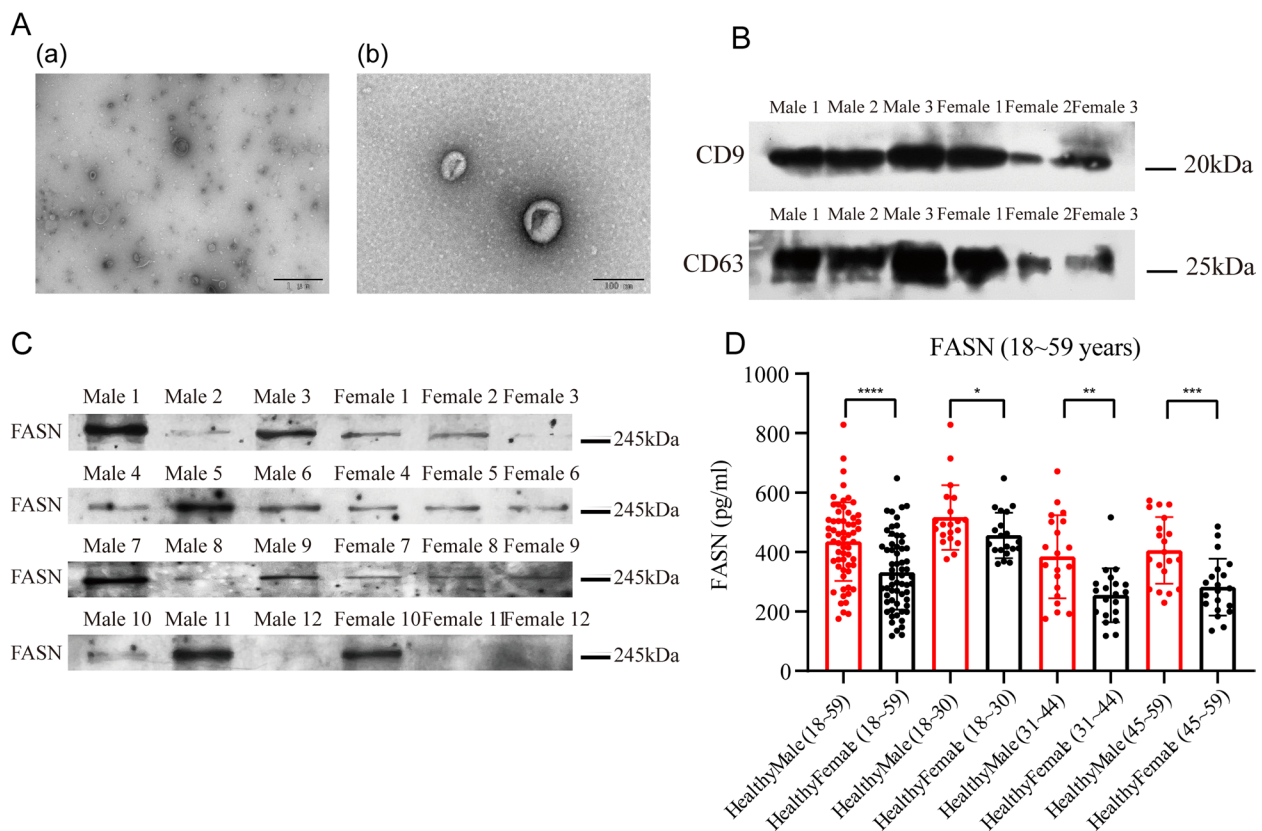 A
(a)
(b)
1 μm
100 nm
B
Male 1 Male 2 Male 3 Female 1 Female 2 Female 3
CD9
20kDa
Male 1 Male 2 Male 3 Female 1 Female 2 Female 3
CD63
25kDa
C
Male 1 Male 2 Male 3 Female 1 Female 2 Female 3
FASN
245kDa
Male 4 Male 5 Male 6 Female 4 Female 5 Female 6
FASN
245kDa
Male 7 Male 8 Male 9 Female 7 Female 8 Female 9
FASN
245kDa
Male 10 Male 11 Male 12 Female 10 Female 11 Female 12
FASN
245kDa
D
FASN (18~59 years)
FASN (pg/ml)
1000
800
600
400
200
0
**** * ** ***
HealthyMale (18~59)
HealthyFemale (18~59)
HealthyMale (18~30)
HealthyFemale (18~30)
HealthyMale (31~44)
HealthyFemale (31~44)
HealthyMale (45~59)
HealthyFemale (45~59)